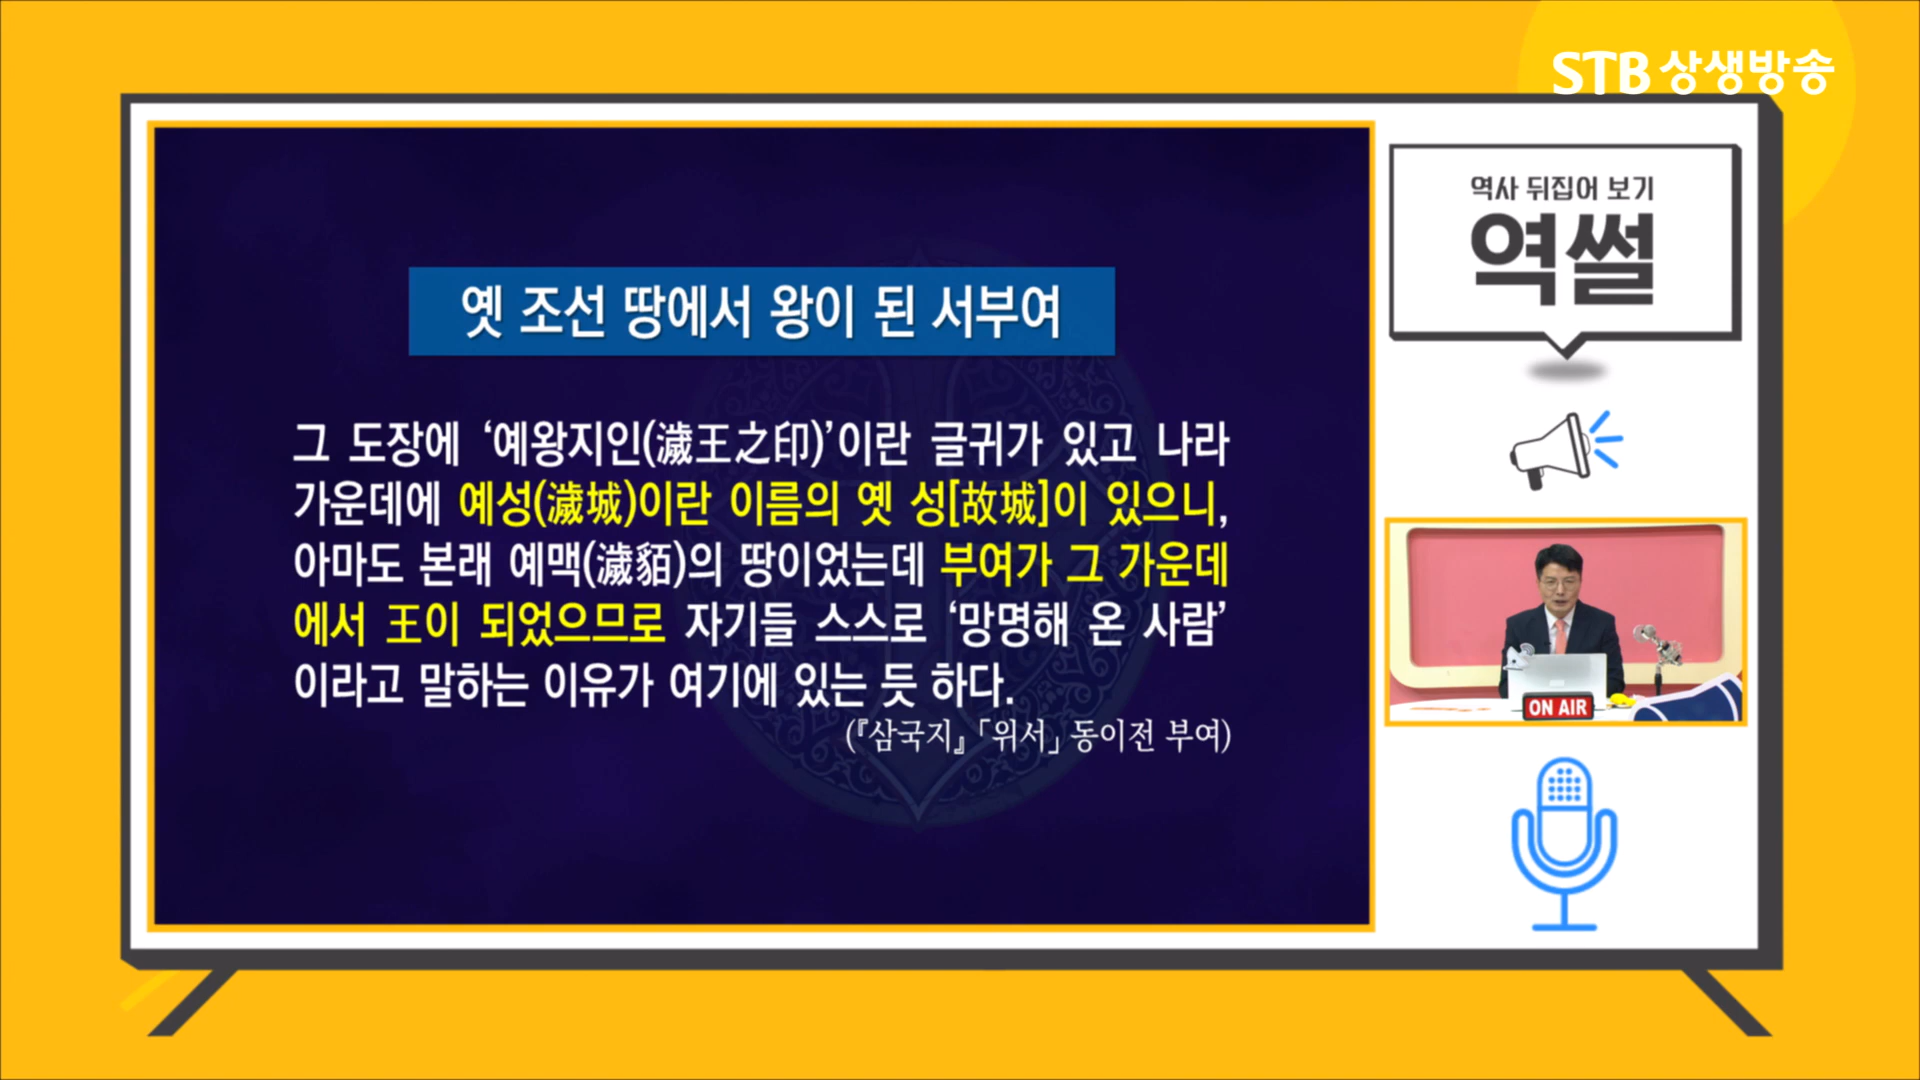 STB 상생방송
역사 뒤집어 보기
역썰
옛 조선 땅에서 왕이 된 서부여
그 도장에 ‘예왕지인(濊王之印)’이란 글귀가 있고 나라
가운데에 예성(濊城)이란 이름의 옛 성[故城]이 있으니,
아마도 본래 예맥(濊貊)의 땅이었는데 부여가 그 가운데
에서 王이 되었으므로 자기들 스스로 ‘망명해 온 사람’
이라고 말하는 이유가 여기에 있는 듯 하다.
(『삼국지』 「위서」 동이전 부여)
ON AIR